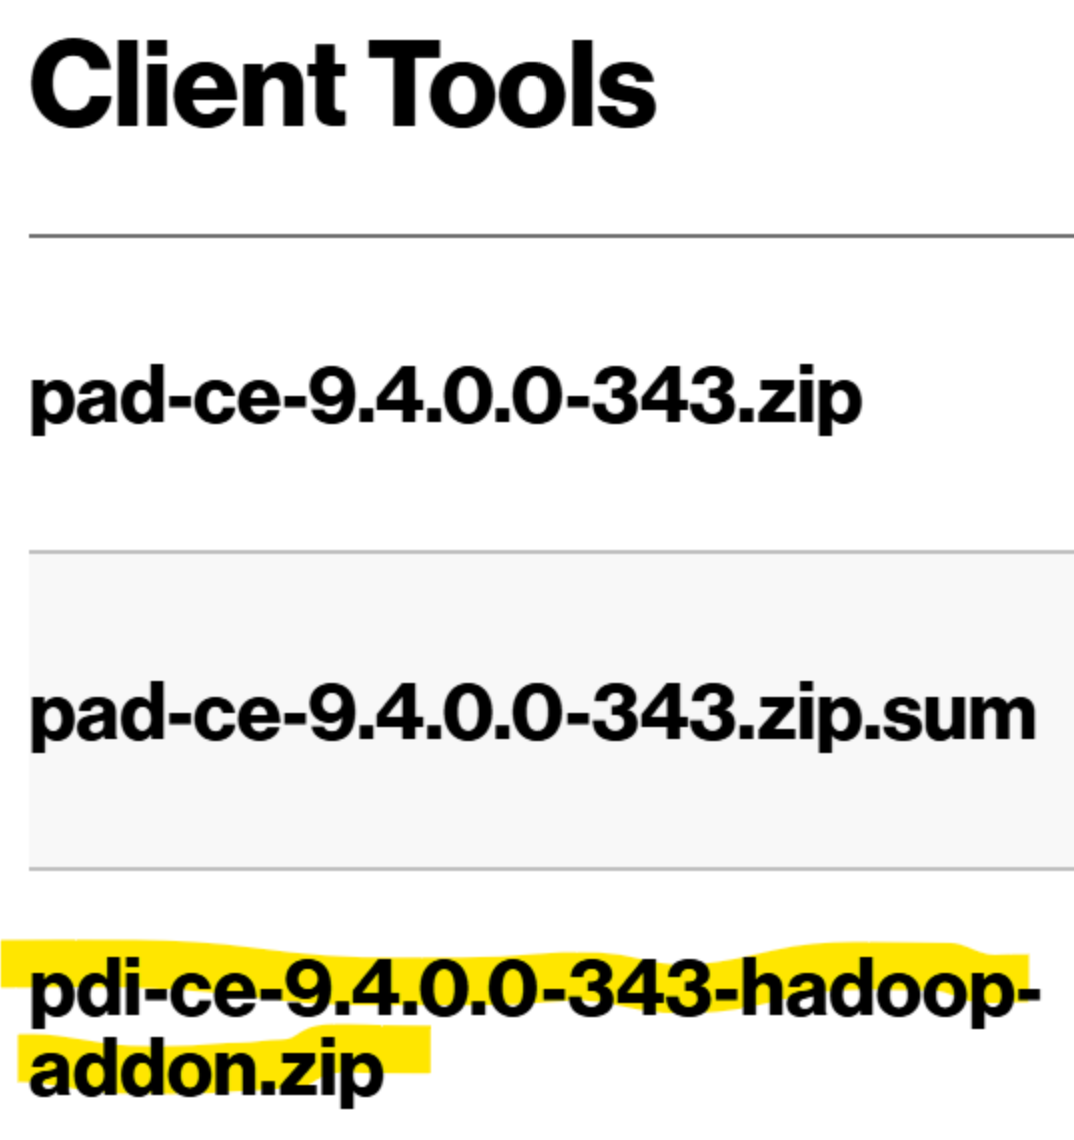 Client Tools
pad-ce-9.4.0.0-343.zip
pad-ce-9.4.0.0-343.zip.sum
pdi-ce-9.4.0.0-343-hadoop-
addon.zip